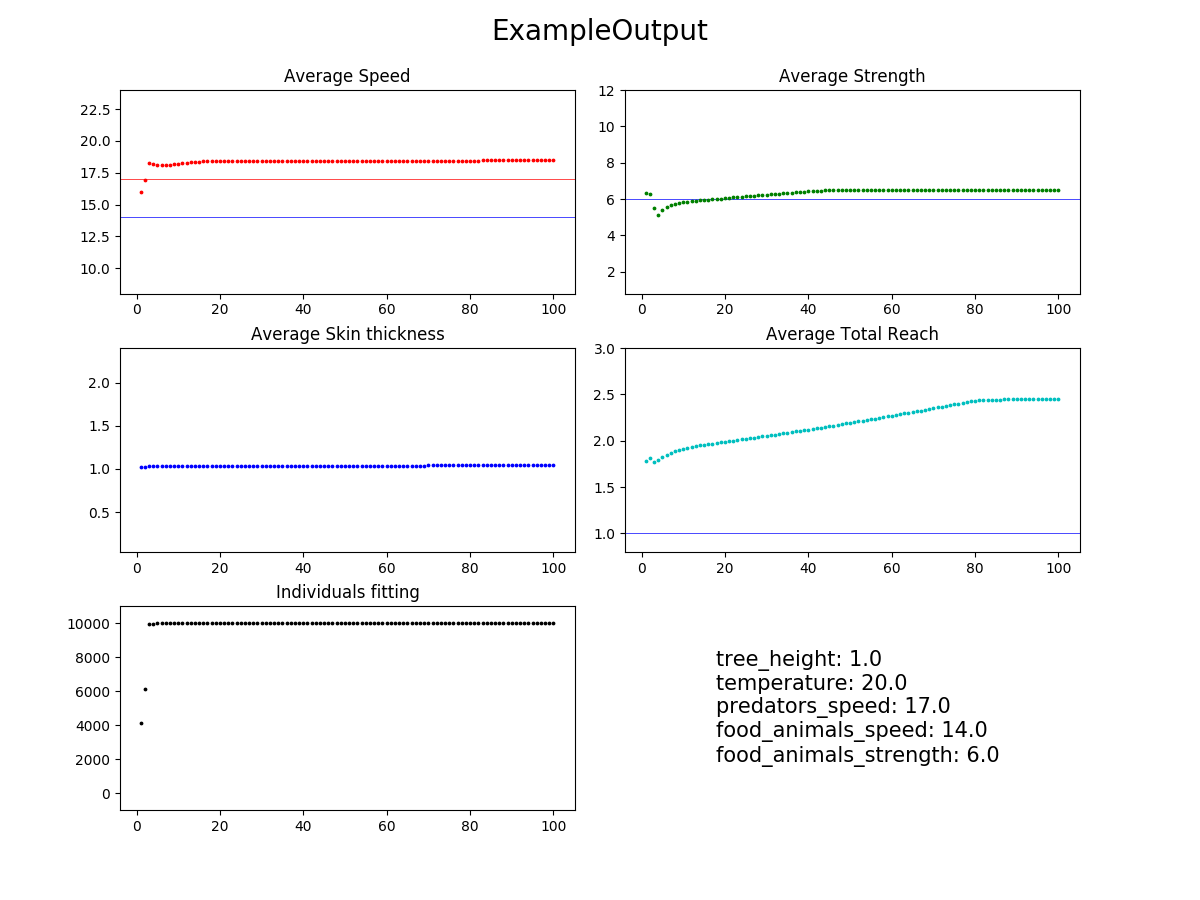 ExampleOutput
Average Speed
22.5
20.0
17.5
15.0
12.5
10.0
0 20 40 60 80 100
Average Strength
12
10
8
6
4
2
0 20 40 60 80 100
Average Skin thickness
2.0
1.5
1.0
0.5
0 20 40 60 80 100
Average Total Reach
3.0
2.5
2.0
1.5
1.0
0 20 40 60 80 100
Individuals fitting
10000
8000
6000
4000
2000
0
0 20 40 60 80 100
tree_height: 1.0
temperature: 20.0
predators_speed: 17.0
food_animals_speed: 14.0
food_animals_strength: 6.0